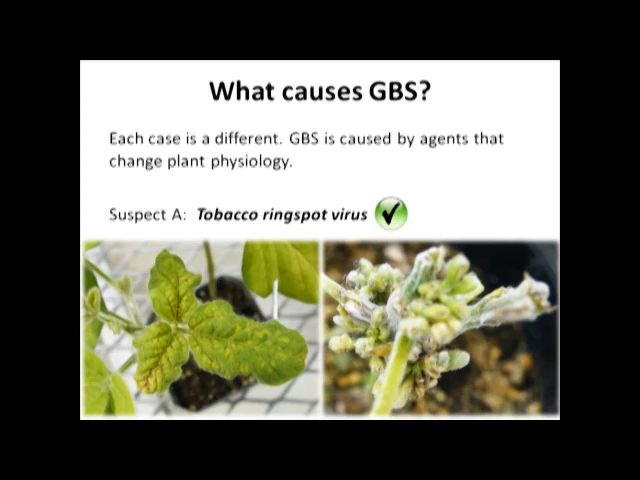 What causes GBS?
Each case is a different. GBS is caused by agents that
change plant physiology.
Suspect A: Tobacco ringspot virus